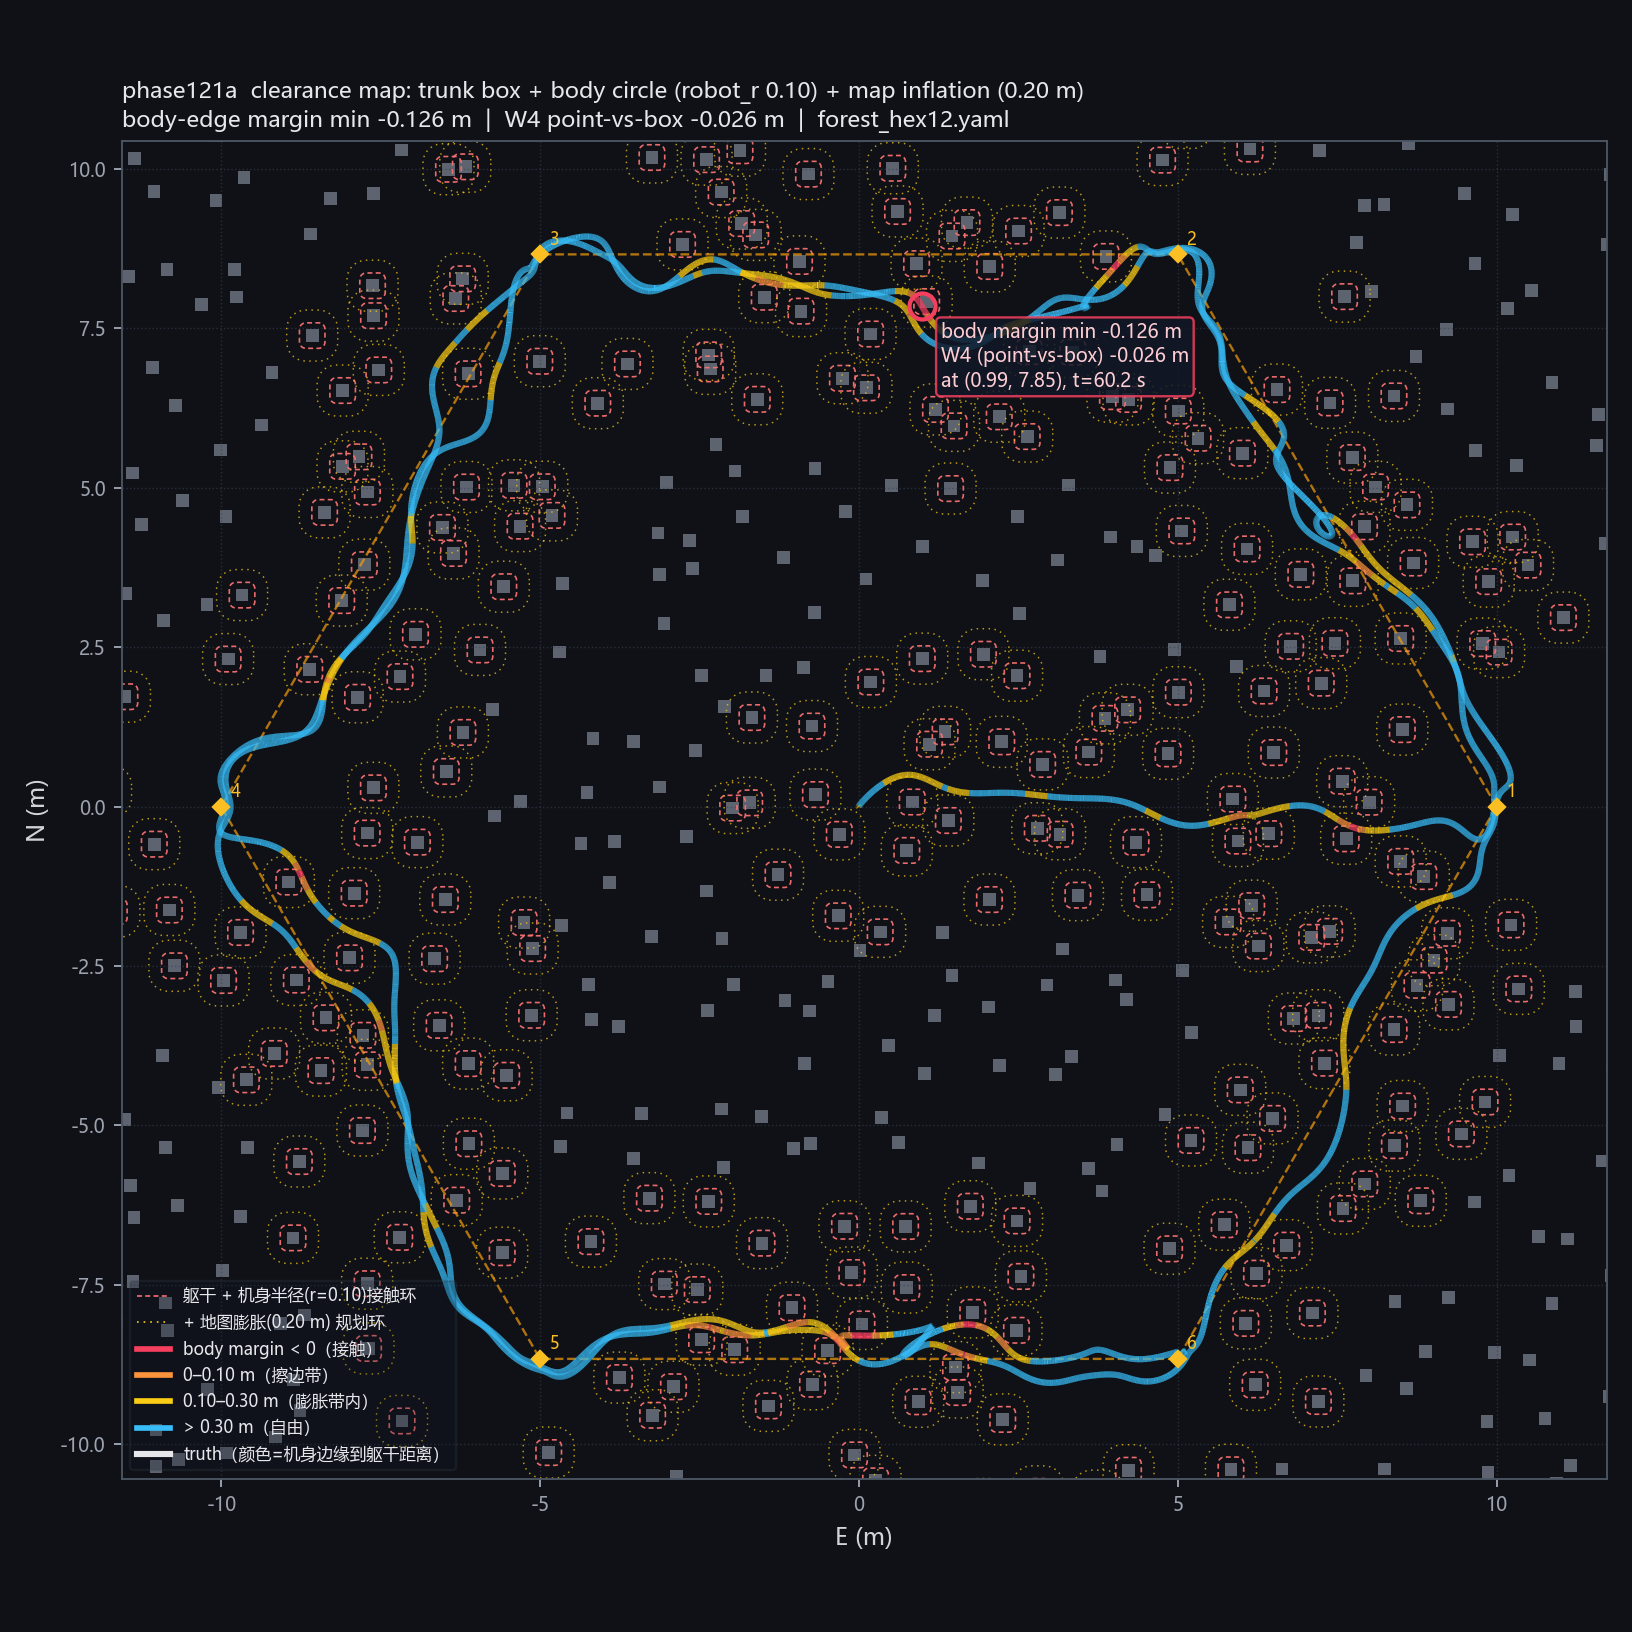 phase121a  clearance map: trunk box + body circle (robot_r 0.10) + map inflation (0.20 m)
body-edge margin min -0.126 m  |  W4 point-vs-box -0.026 m  |  forest_hex12.yaml
10.0
7.5
5.0
2.5
0.0
-2.5
-5.0
-7.5
-10.0
N (m)
3
2
body margin min -0.126 m
W4 (point-vs-box) -0.026 m
at (0.99, 7.85), t=60.2 s
4
1
5
6
躯干 + 机身半径(r=0.10)接触环
+ 地图膨胀(0.20 m) 规划环
body margin < 0（接触）
0–0.10 m（擦边带）
0.10–0.30 m（膨胀带内）
> 0.30 m（自由）
truth（颜色=机身边缘到躯干距离）
-10
-5
0
5
10
E (m)